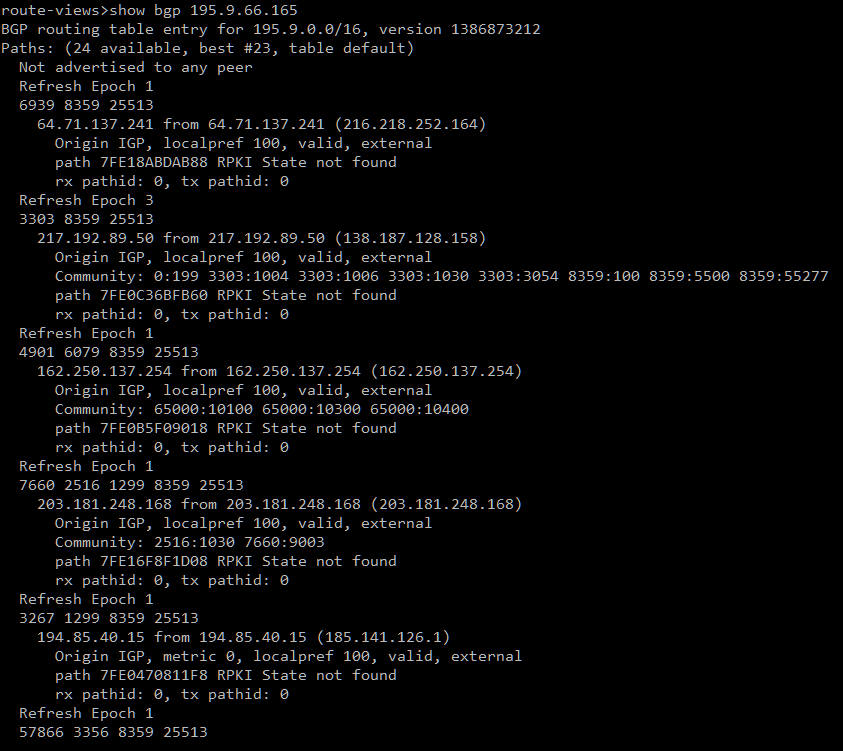 route-views>show bgp 195.9.66.165
BGP routing table entry for 195.9.0.0/16, version 1386873212
Paths: (24 available, best #23, table default)
Not advertised to any peer
Refresh Epoch 1
6939 8359 25513
64.71.137.241 from 64.71.137.241 (216.218.252.164)
Origin IGP, localpref 100, valid, external
path 7FE18ABDAB88 RPKI State not found
rx pathid: 0, tx pathid: 0
Refresh Epoch 3
3303 8359 25513
217.192.89.50 from 217.192.89.50 (138.187.128.158)
Origin IGP, localpref 100, valid, external
Community: 0:199 3303:1004 3303:1006 3303:1030 3303:3054 8359:100 8359:5500 8359:55277
path 7FE0C36BFB60 RPKI State not found
rx pathid: 0, tx pathid: 0
Refresh Epoch 1
4901 6079 8359 25513
162.250.137.254 from 162.250.137.254 (162.250.137.254)
Origin IGP, localpref 100, valid, external
Community: 65000:10100 65000:10300 65000:10400
path 7FE0B5F09018 RPKI State not found
rx pathid: 0, tx pathid: 0
Refresh Epoch 1
7660 2516 1299 8359 25513
203.181.248.168 from 203.181.248.168 (203.181.248.168)
Origin IGP, localpref 100, valid, external
Community: 2516:1030 7660:9003
path 7FE16F8F1D08 RPKI State not found
rx pathid: 0, tx pathid: 0
Refresh Epoch 1
3267 1299 8359 25513
194.85.40.15 from 194.85.40.15 (185.141.126.1)
Origin IGP, metric 0, localpref 100, valid, external
path 7FE0470811F8 RPKI State not found
rx pathid: 0, tx pathid: 0
Refresh Epoch 1
57866 3356 8359 25513